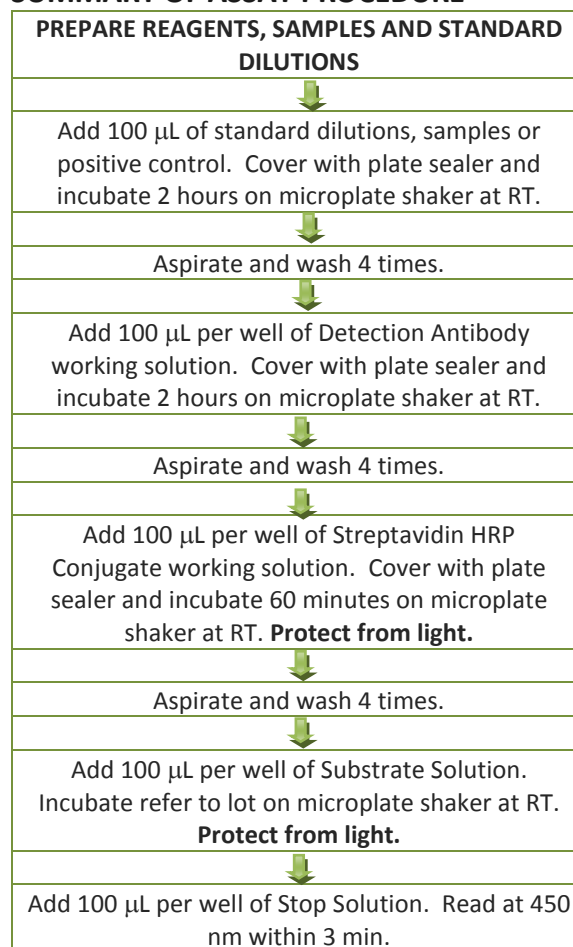 SUMMARY OF ASSAY PROCEDURE
PREPARE REAGENTS, SAMPLES AND STANDARD
DILUTIONS
Add 100 μL of standard dilutions, samples or
positive control.  Cover with plate sealer and
incubate 2 hours on microplate shaker at RT.
Aspirate and wash 4 times.
Add 100 μL per well of Detection Antibody
working solution.  Cover with plate sealer and
incubate 2 hours on microplate shaker at RT.
Aspirate and wash 4 times.
Add 100 μL per well of Streptavidin HRP
Conjugate working solution.  Cover with plate
sealer and incubate 60 minutes on microplate
shaker at RT. Protect from light.
Aspirate and wash 4 times.
Add 100 μL per well of Substrate Solution.
Incubate refer to lot on microplate shaker at RT.
Protect from light.
Add 100 μL per well of Stop Solution.  Read at 450
nm within 3 min.